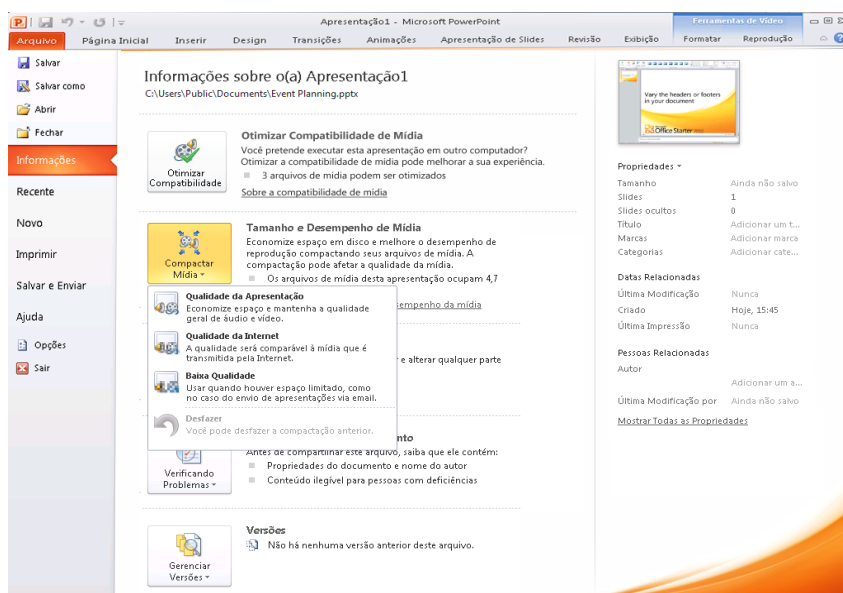 Apresentação1 - Microsoft PowerPoint
Ferramentas de Vídeo
Arquivo Página Inicial Inserir Design Transições Animações Apresentação de Slides Revisão Exibição Formatar Reprodução
Salvar
Salvar como
Abrir
Fechar
Informações
Recente
Novo
Imprimir
Salvar e Enviar
Ajuda
Opções
Sair
Informações sobre o(a) Apresentação1
C:\Users\Public\Documents\Event Planning.pptx
Otimizar
Compatibilidade
Otimizar Compatibilidade de Mídia
Você pretende executar esta apresentação em outro computador?
Otimizar a compatibilidade de mídia pode melhorar a sua experiência.
3 arquivos de mídia podem ser otimizados
Sobre a compatibilidade de midia
Compactar
Mídia
Tamanho e Desempenho de Mídia
Economize espaço em disco e melhore o desempenho de
reprodução compactando seus arquivos de mídia. A
compactação pode afetar a qualidade da mídia.
Os arquivos de mídia desta apresentação ocupam 4,7
sempenho da mídia
Qualidade da Apresentação
Economize espaço e mantenha a qualidade
geral de áudio e vídeo.
Qualidade da Internet
A qualidade será comparável à mídia que é
transmitida pela Internet.
Baixa Qualidade
Usar quando houver espaço limitado, como
no caso do envio de apresentações via email.
Desfazer
Você pode desfazer a compactação anterior.
e alterar qualquer parte
nto
Verificando
Problemas
Antes de compartilhar este arquivo, saiba que ele contém:
Propriedades do documento e nome do autor
Conteúdo ilegível para pessoas com deficiências
Gerenciar
Versões
Versões
Não há nenhuma versão anterior deste arquivo.
Vary the headers or footers
in your document
Office Starter
Propriedades
Tamanho Ainda não salvo
Slides 1
Slides ocultos 0
Título Adicionar um t...
Marcas Adicionar marca
Categorias Adicionar cate...
Datas Relacionadas
Última Modificação Nunca
Criado Hoje, 15:45
Última Impressão Nunca
Pessoas Relacionadas
Autor
Adicionar um a...
Última Modificação por Ainda não salvo
Mostrar Todas as Propriedades